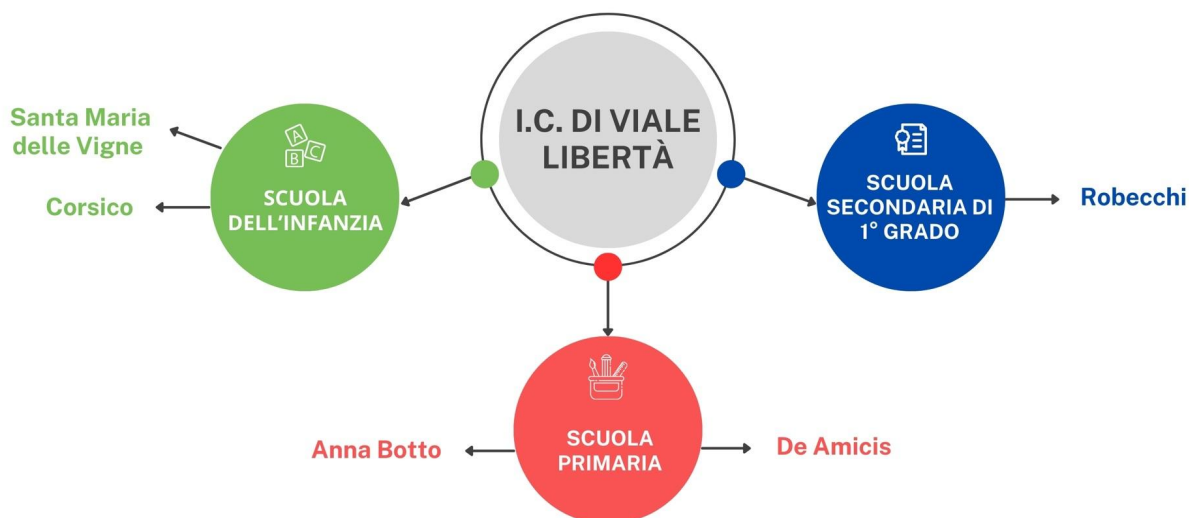 I.C. DI VIALE
LIBERTÀ
Santa Maria
delle Vigne
Corsico
A
B
C
SCUOLA
DELL'INFANZIA
SCUOLA
SECONDARIA DI
1° GRADO
Robecchi
Anna Botto
SCUOLA
PRIMARIA
De Amicis